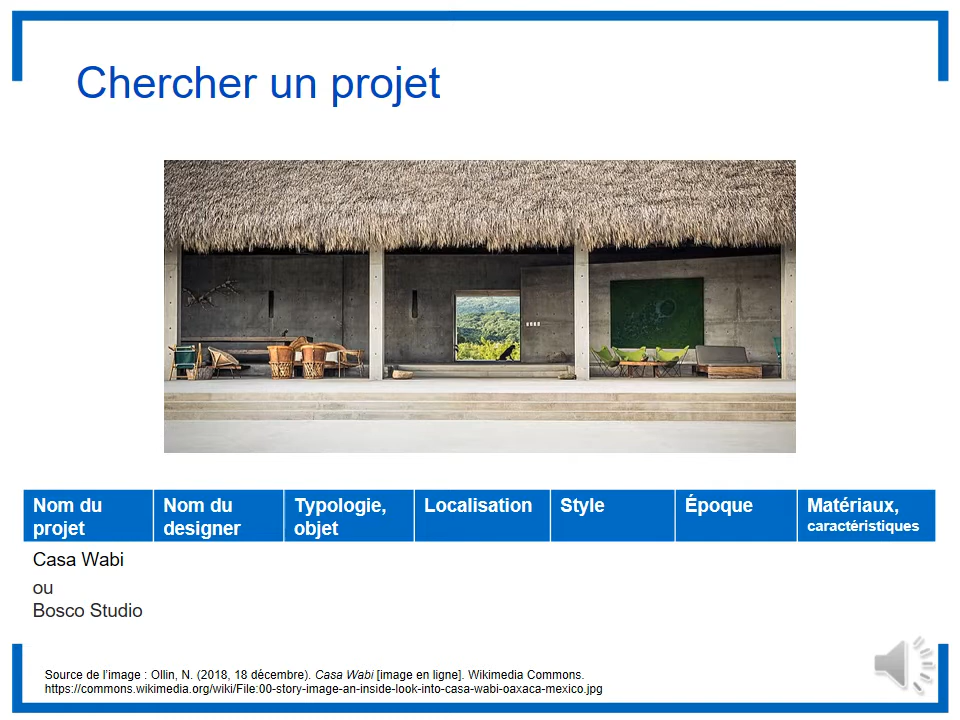 Chercher un projet
Nom du projet
Nom du designer
Typologie, objet
Localisation
Style
Époque
Matériaux, caractéristiques
Casa Wabi
ou
Bosco Studio
Source de l’image : Ollin, N. (2018, 18 décembre). Casa Wabi [image en ligne]. Wikimedia Commons.
https://commons.wikimedia.org/wiki/File:00-story-image-an-inside-look-into-casa-wabi-oaxaca-mexico.jpg